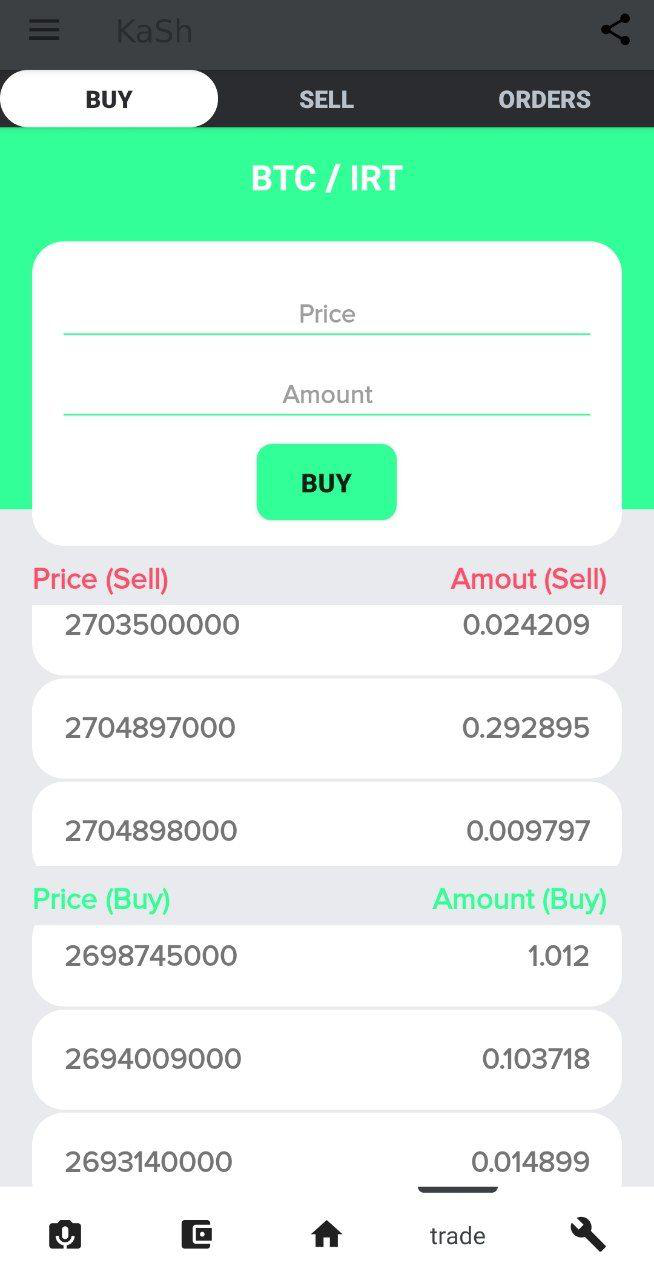 KaSh
BUY SELL ORDERS
BTC / IRT
Price
Amount
BUY
Price (Sell) Amout (Sell)
2703500000 0.024209
2704897000 0.292895
2704898000 0.009797
Price (Buy) Amount (Buy)
2698745000 1.012
2694009000 0.103718
2693140000 0.014899
trade